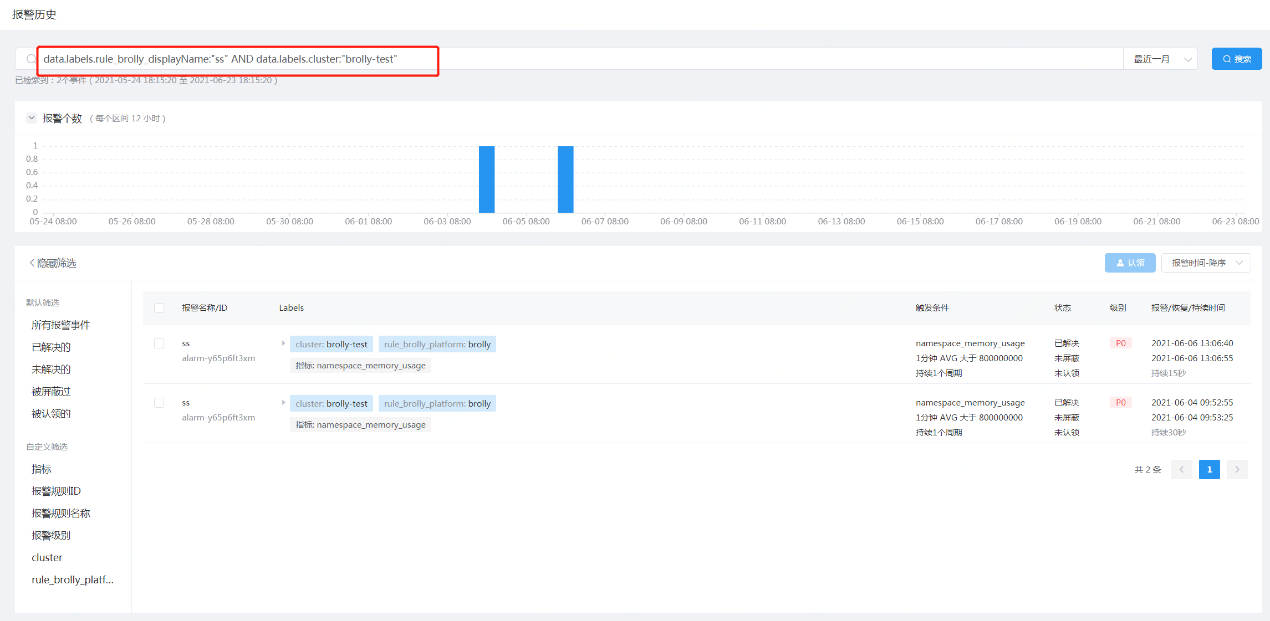 报警历史
data.labels.rule_brolly_displayName:"ss" AND data.labels.cluster:"brolly-test"
最近一月
搜索
已检索到：2个事件 ( 2021-05-24 18:15:20 至 2021-06-23 18:15:20 )
报警个数 ( 每个区间 12 小时 )
1
0.8
0.6
0.4
0.2
0
05-24 08:00 05-26 08:00 05-28 08:00 05-30 08:00 06-01 08:00 06-03 08:00 06-05 08:00 06-07 08:00 06-09 08:00 06-11 08:00 06-13 08:00 06-15 08:00 06-17 08:00 06-19 08:00 06-21 08:00 06-23 08:00
隐藏筛选
认领
报警时间-降序
默认筛选
所有报警事件
已解决的
未解决的
被屏蔽过
被认领的
自定义筛选
指标
报警规则ID
报警规则名称
报警级别
cluster
rule_brolly_platf...
报警名称/ID Labels 触发条件 状态 级别 报警/恢复/持续时间
ss cluster: brolly-test rule_brolly_platform: brolly namespace_memory_usage 已解决 P0 2021-06-06 13:06:40
alarm-y65p6ft3xm 指标: namespace_memory_usage 1分钟 AVG 大于 800000000 未屏蔽 2021-06-06 13:06:55
持续1个周期 未认领 持续15秒
ss cluster: brolly-test rule_brolly_platform: brolly namespace_memory_usage 已解决 P0 2021-06-04 09:52:55
alarm-y65p6ft3xm 指标: namespace_memory_usage 1分钟 AVG 大于 800000000 未屏蔽 2021-06-04 09:53:25
持续1个周期 未认领 持续30秒
共 2 条 1